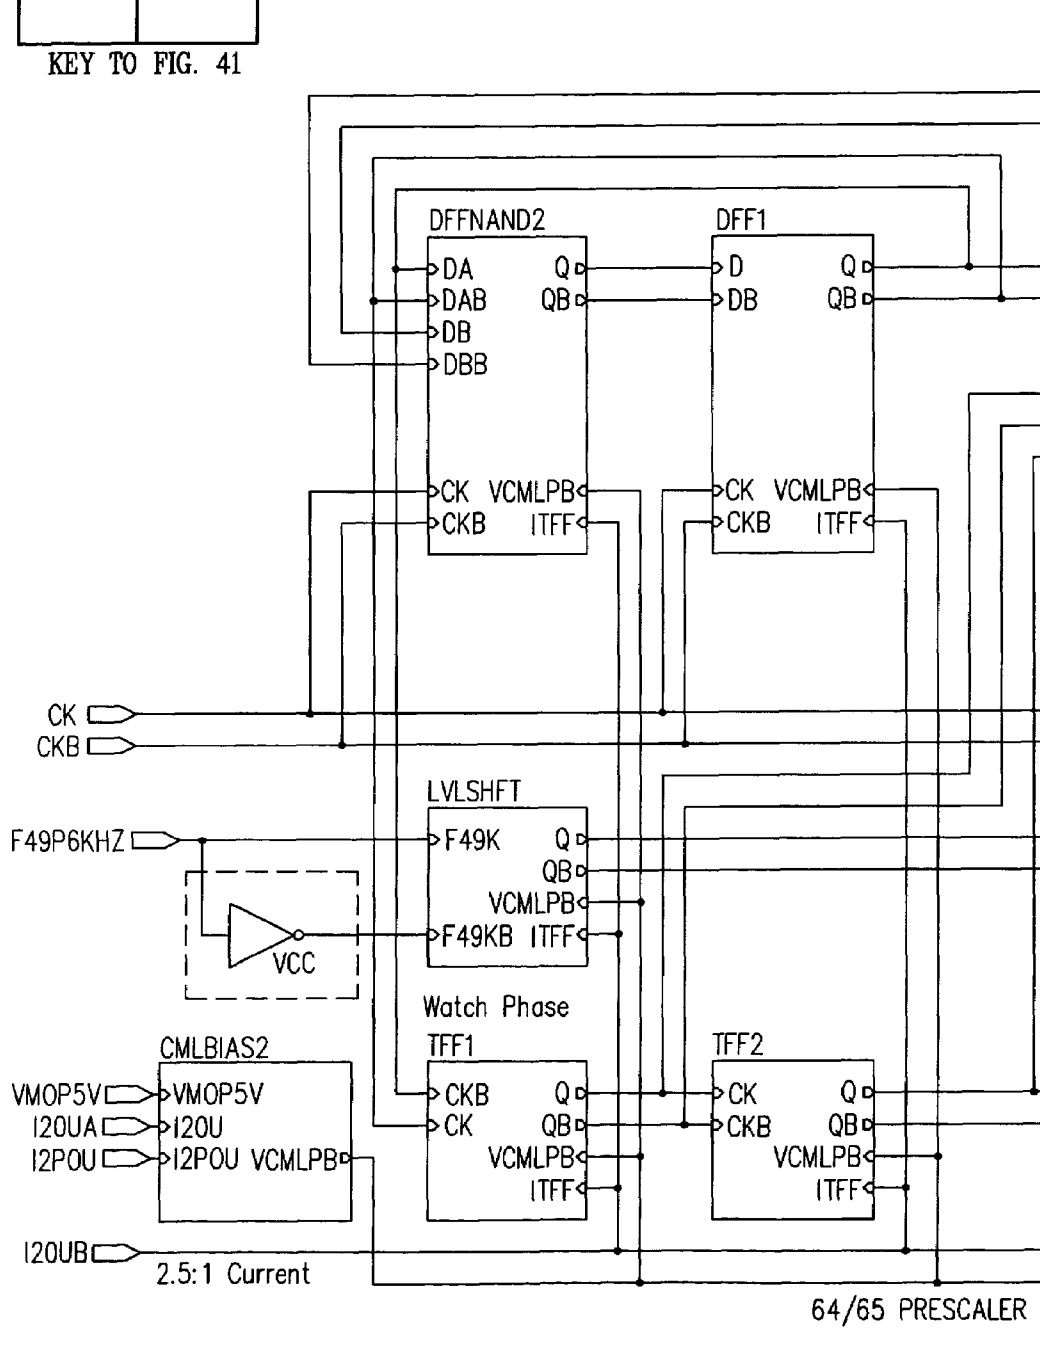 KEY TO FIG. 41
DFFNAND2
DA Q
DAB QB
DB
DBB
CK VCMLPB
CKB ITFF
DFF1
D Q
DB QB
CK VCMLPB
CKB ITFF
CK
CKB
LVLSHFT
F49P6KHZ
F49K Q
QB
VCMLPB
F49KB ITFF
VCC
Watch Phase
CMLBIAS2
VMOP5V VMOP5V
I20UA I20U
I2P0U I2P0U VCMLPB
TFF1
CKB Q
CK QB
VCMLPB
ITFF
TFF2
CK Q
CKB QB
VCMLPB
ITFF
I20UB
2.5:1 Current
64/65 PRESCALER